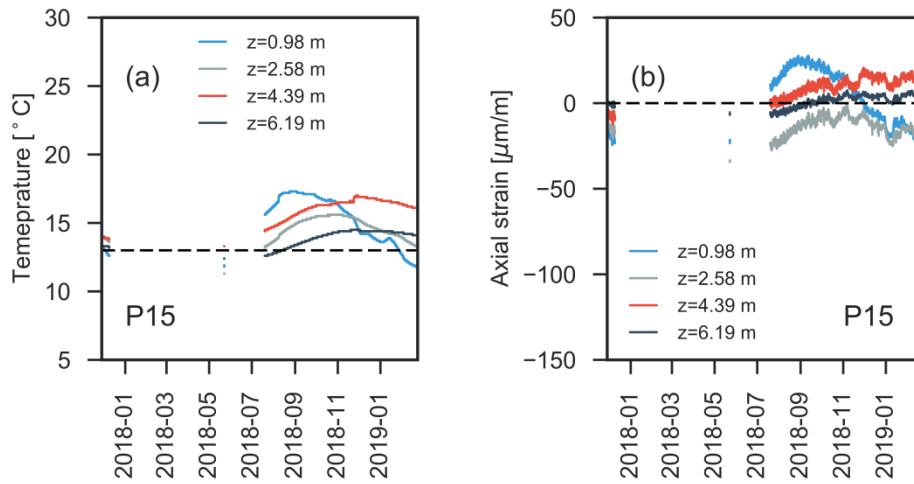 Temeprature [°C]
30
25
20
15
10
5
(a)
z=0.98 m
z=2.58 m
z=4.39 m
z=6.19 m
P15
2018-01
2018-03
2018-05
2018-07
2018-09
2018-11
2019-01
Axial strain [μm/m]
50
0
−50
−100
−150
(b)
z=0.98 m
z=2.58 m
z=4.39 m
z=6.19 m
P15
2018-01
2018-03
2018-05
2018-07
2018-09
2018-11
2019-01